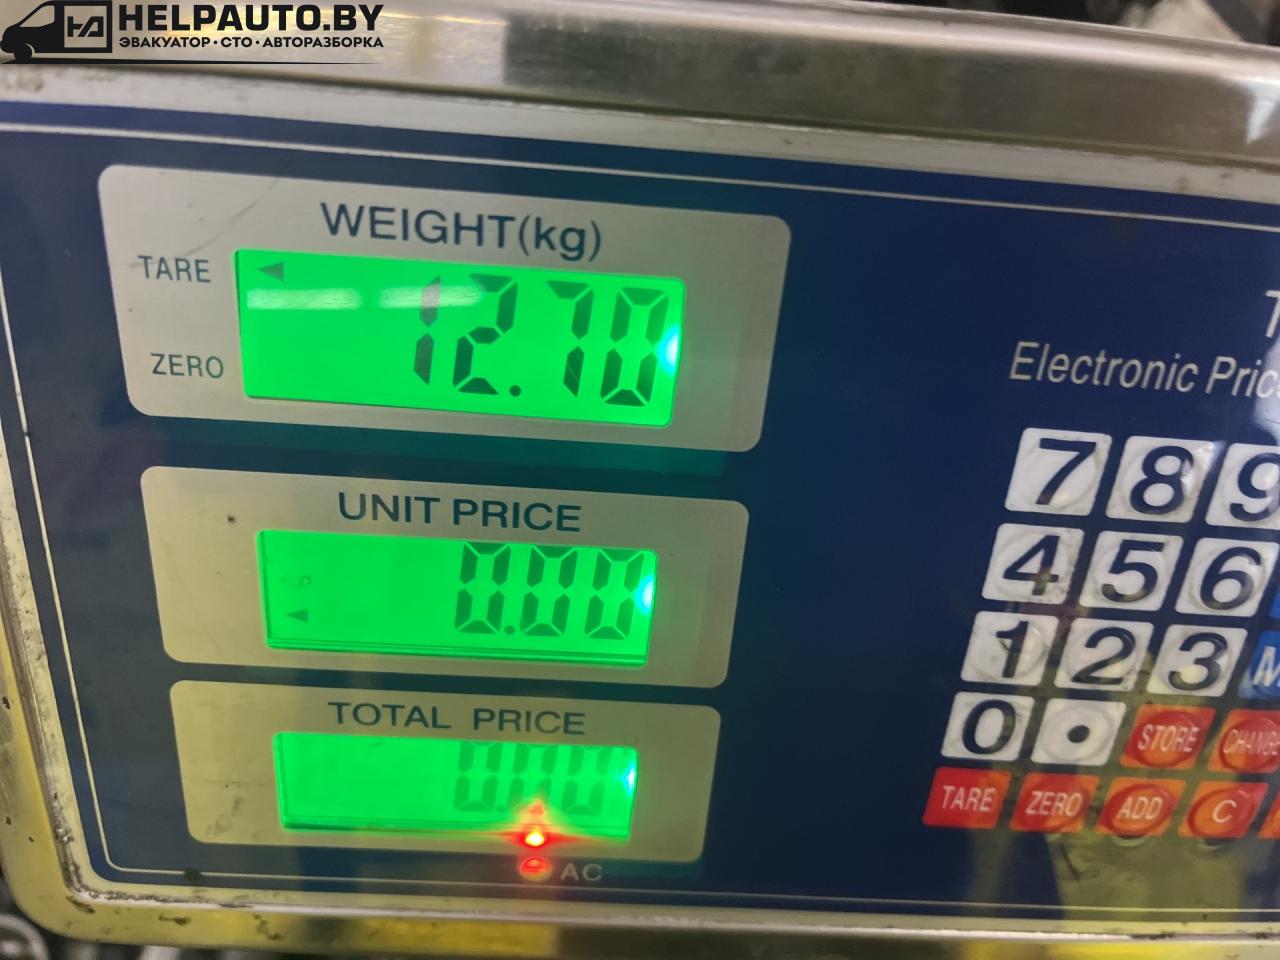 HELPAUTO.BY
ЭВАКУАТОР·СТО·АВТОРАЗБОРКА
WEIGHT(kg)
TARE
12.70
ZERO
Electronic
UNIT PRICE
0.00
TOTAL PRICE
0.00
AC
7 8 9
4 5 6
1 2 3
0 . STORE CHANGE
TARE ZERO ADD C